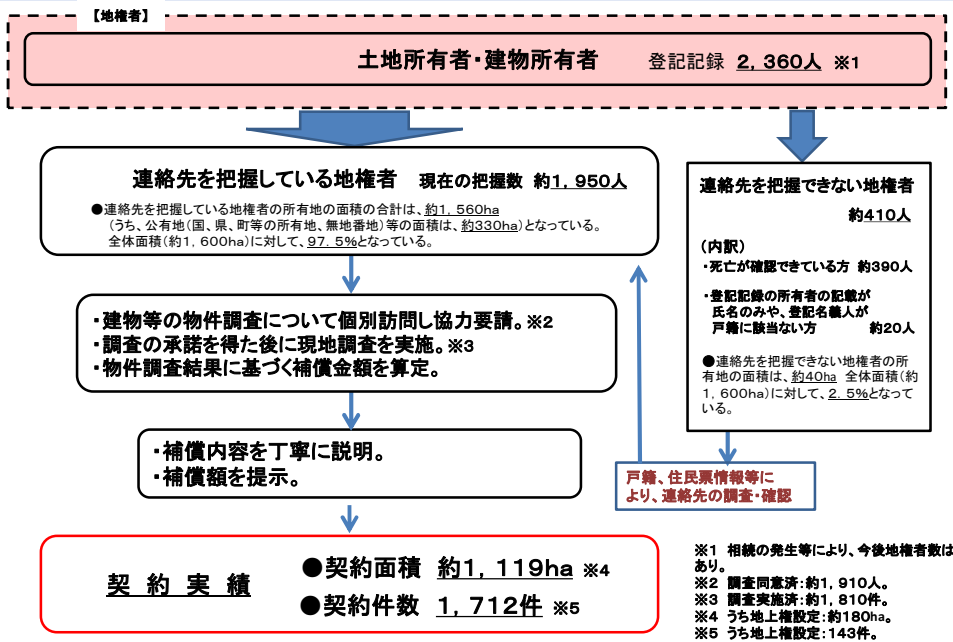 【地権者】
土地所有者・建物所有者　登記記録 2，360人 ※1
連絡先を把握している地権者　現在の把握数 約1，950人
●連絡先を把握している地権者の所有地の面積の合計は、約1，560ha
（うち、公有地（国、県、町等の所有地、無地番地）等の面積は、約330ha）となっている。
全体面積（約1，600ha）に対して、97．5％となっている。
・建物等の物件調査について個別訪問し協力要請。※2
・調査の承諾を得た後に現地調査を実施。※3
・物件調査結果に基づく補償金額を算定。
・補償内容を丁寧に説明。
・補償額を提示。
契約実績
●契約面積 約1，119ha ※4
●契約件数 1，712件 ※5
連絡先を把握できない地権者
約410人
（内訳）
・死亡が確認できている方 約390人
・登記記録の所有者の記載が
氏名のみや、登記名義人が
戸籍に該当ない方　約20人
●連絡先を把握できない地権者の所
有地の面積は、約40ha 全体面積（約
1，600ha）に対して、2．5％となって
いる。
戸籍、住民票情報等に
より、連絡先の調査・確認
※1 相続の発生等により、今後地権者数は
あり。
※2 調査同意済：約1，910人。
※3 調査実施済：約1，810件。
※4 うち地上権設定：約180ha。
※5 うち地上権設定：143件。